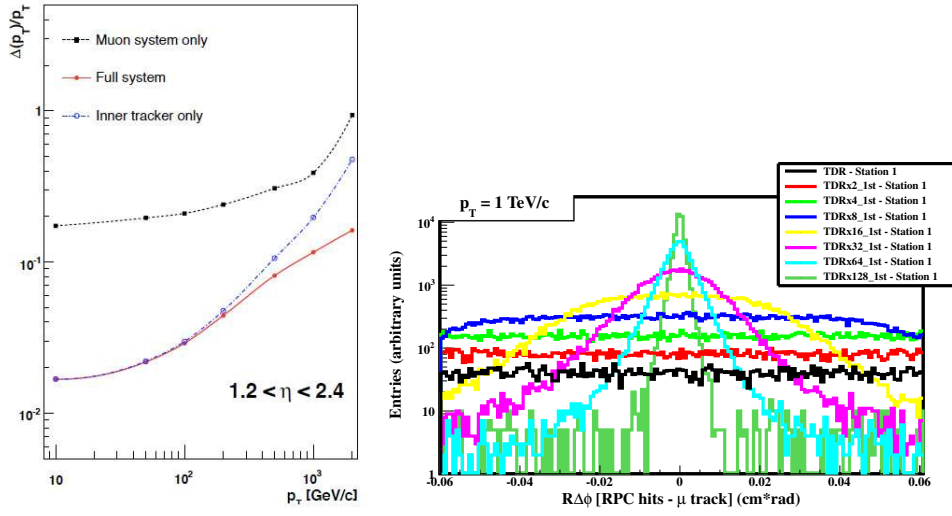 Δ(p_T)/p_T
Muon system only
Full system
Inner tracker only
1
10^-1
10^-2
1.2 < η < 2.4
10 10^2 10^3
p_T [GeV/c]
p_T = 1 TeV/c
TDR - Station 1
TDRx2_1st - Station 1
TDRx4_1st - Station 1
TDRx8_1st - Station 1
TDRx16_1st - Station 1
TDRx32_1st - Station 1
TDRx64_1st - Station 1
TDRx128_1st - Station 1
Entries (arbitrary units)
10^4
10^3
10^2
10
1
-0.06 -0.04 -0.02 0 0.02 0.04 0.06
RΔϕ [RPC hits - μ track] (cm*rad)